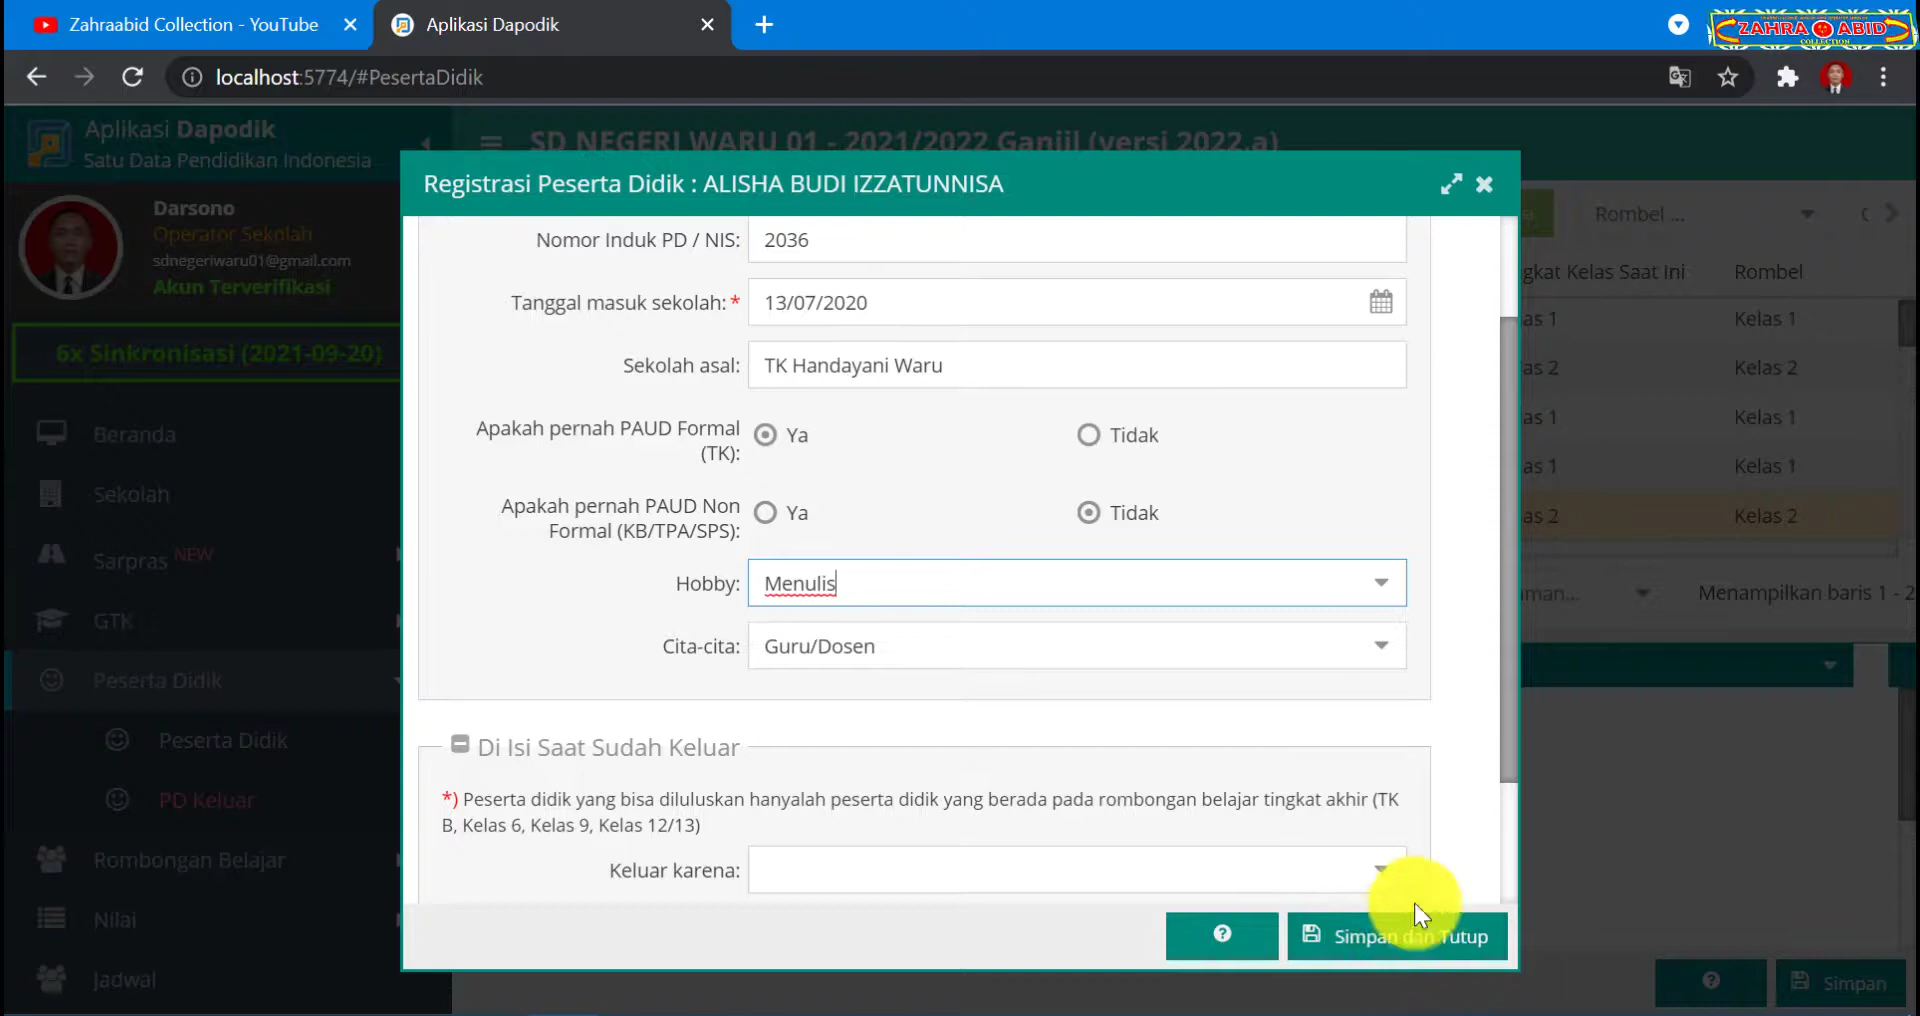 Zahraabid Collection - YouTube
Aplikasi Dapodik
ZAHRA ABID
COLLECTION
localhost:5774/#PesertaDidik
Aplikasi Dapodik
Satu Data Pendidikan Indonesia
SD NEGERI WARU 01 - 2021/2022 Ganjil (versi 2022.a)
Darsono
Operator Sekolah
sdnegeriwaru01@gmail.com
Akun Terverifikasi
6x Sinkronisasi (2021-09-20)
Beranda
Sekolah
Sarpras NEW
GTK
Peserta Didik
Peserta Didik
PD Keluar
Rombongan Belajar
Nilai
Jadwal
Registrasi Peserta Didik : ALISHA BUDI IZZATUNNISA
Nomor Induk PD / NIS: 2036
Tanggal masuk sekolah:* 13/07/2020
Sekolah asal: TK Handayani Waru
Apakah pernah PAUD Formal
(TK):
Ya
Tidak
Apakah pernah PAUD Non
Formal (KB/TPA/SPS):
Ya
Tidak
Hobby: Menulis
Cita-cita: Guru/Dosen
Di Isi Saat Sudah Keluar
*) Peserta didik yang bisa diluluskan hanyalah peserta didik yang berada pada rombongan belajar tingkat akhir (TK
B, Kelas 6, Kelas 9, Kelas 12/13)
Keluar karena:
Simpan dan Tutup
Rombel ...
gkat Kelas Saat Ini Rombel
as 1 Kelas 1
as 2 Kelas 2
as 1 Kelas 1
as 1 Kelas 1
as 2 Kelas 2
aman... Menampilkan baris 1 - 2
Simpan